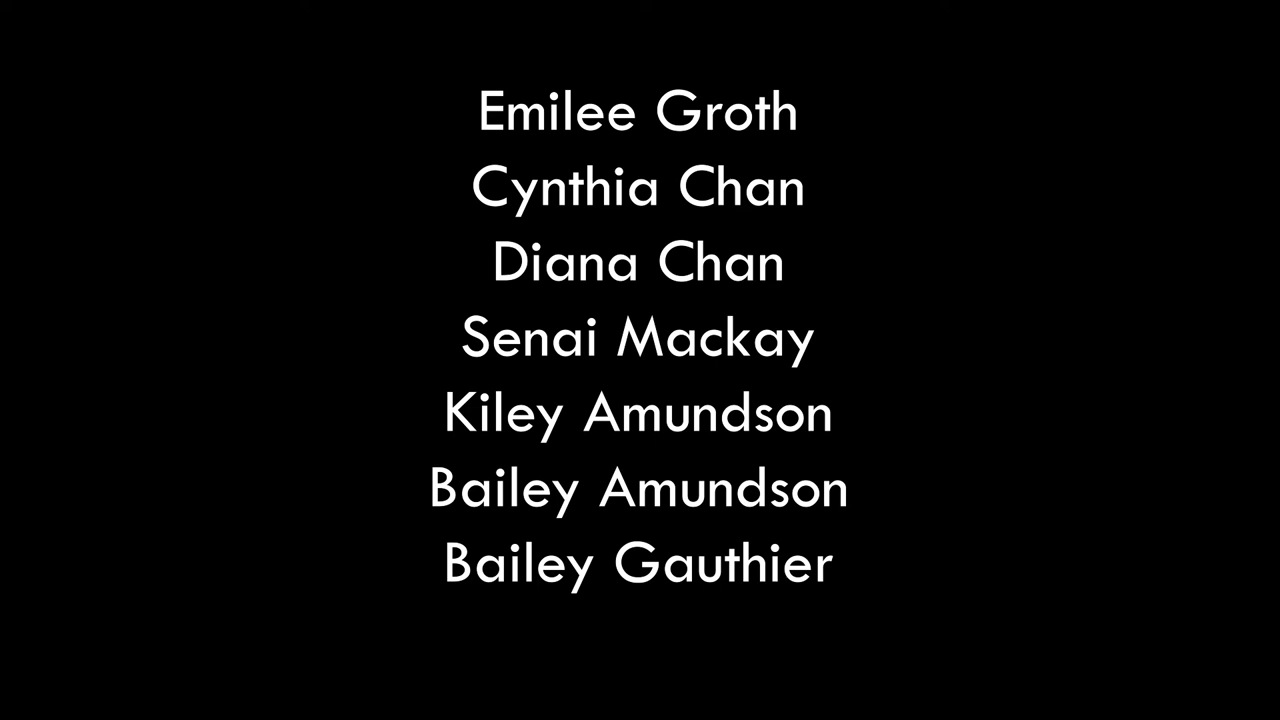 Emilee Groth
Cynthia Chan
Diana Chan
Senai Mackay
Kiley Amundson
Bailey Amundson
Bailey Gauthier